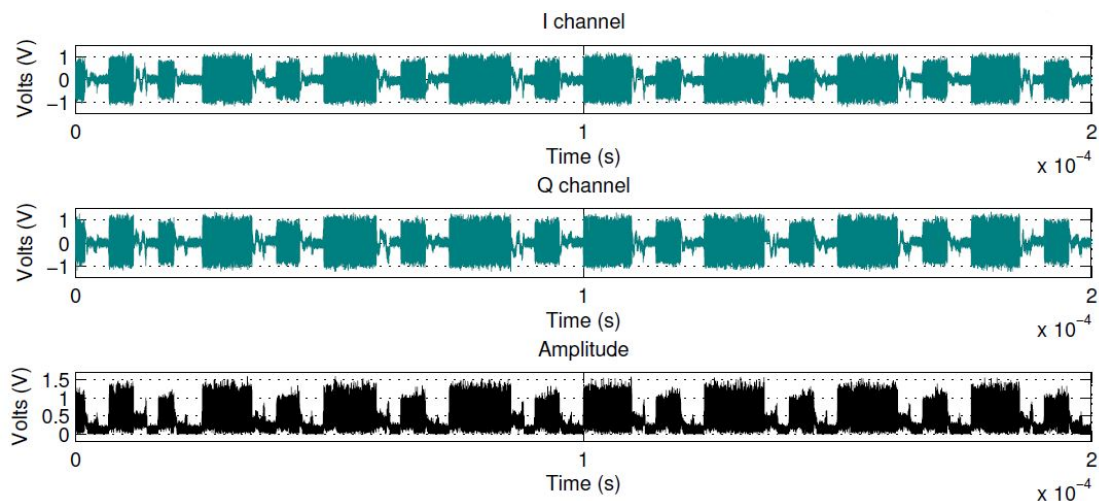 I channel
Volts (V)
1
0
−1
0 1 2
Time (s)
x 10⁻⁴
Q channel
Volts (V)
1
0
−1
0 1 2
Time (s)
x 10⁻⁴
Amplitude
Volts (V)
1.5
1
0.5
0
0 1 2
Time (s)
x 10⁻⁴